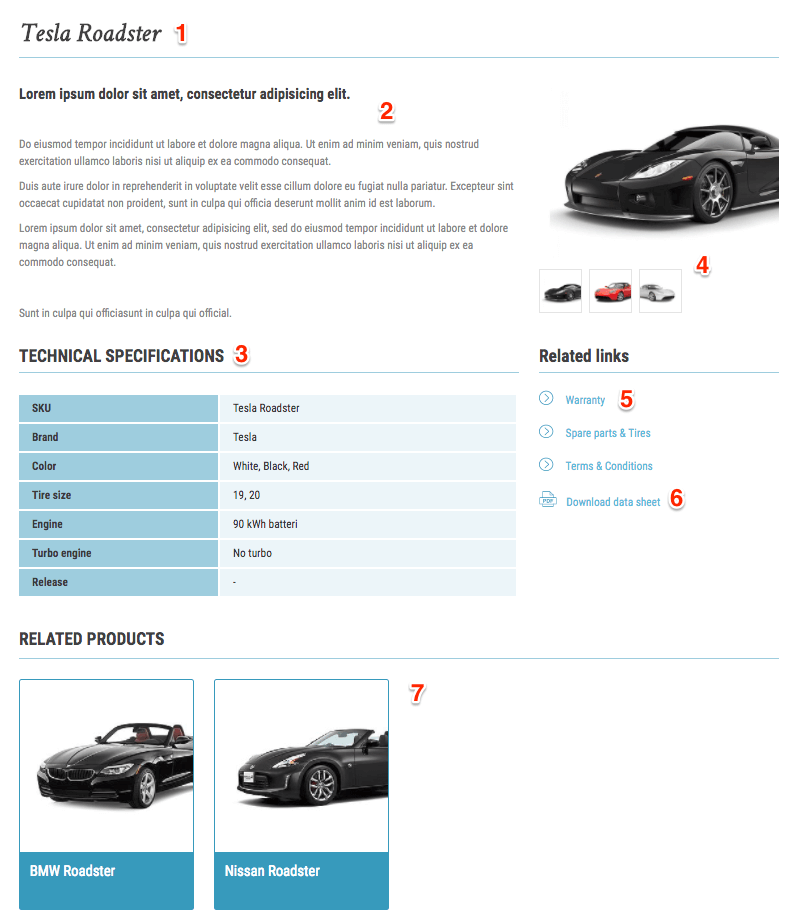 Tesla Roadster 1
Lorem ipsum dolor sit amet, consectetur adipisicing elit.
2
Do eiusmod tempor incididunt ut labore et dolore magna aliqua. Ut enim ad minim veniam, quis nostrud
exercitation ullamco laboris nisi ut aliquip ex ea commodo consequat.
Duis aute irure dolor in reprehenderit in voluptate velit esse cillum dolore eu fugiat nulla pariatur. Excepteur sint
occaecat cupidatat non proident, sunt in culpa qui officia deserunt mollit anim id est laborum.
Lorem ipsum dolor sit amet, consectetur adipisicing elit, sed do eiusmod tempor incididunt ut labore et dolore
magna aliqua. Ut enim ad minim veniam, quis nostrud exercitation ullamco laboris nisi ut aliquip ex ea
commodo consequat.
Sunt in culpa qui officiasunt in culpa qui official.
4
TECHNICAL SPECIFICATIONS 3
SKU Tesla Roadster
Brand Tesla
Color White, Black, Red
Tire size 19, 20
Engine 90 kWh batteri
Turbo engine No turbo
Release -
Related links
Warranty 5
Spare parts & Tires
Terms & Conditions
PDF Download data sheet 6
RELATED PRODUCTS
7
BMW Roadster
Nissan Roadster